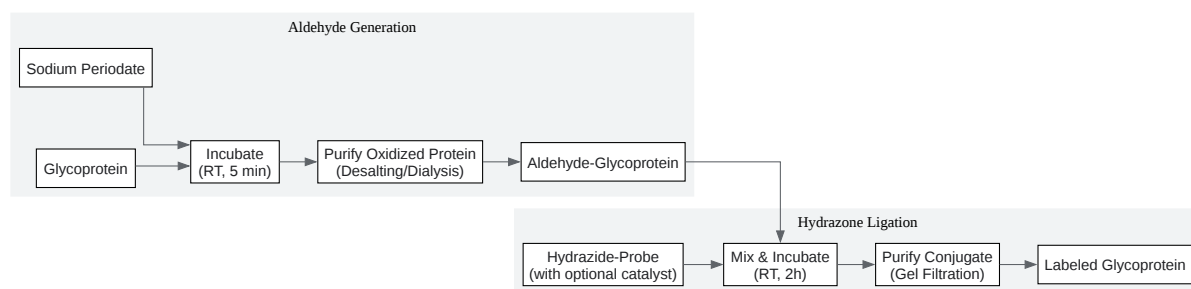 Aldehyde Generation
Sodium Periodate
Glycoprotein
Incubate
(RT, 5 min)
Purify Oxidized Protein
(Desalting/Dialysis)
Aldehyde-Glycoprotein
Hydrazone Ligation
Hydrazide-Probe
(with optional catalyst)
Mix & Incubate
(RT, 2h)
Purify Conjugate
(Gel Filtration)
Labeled Glycoprotein